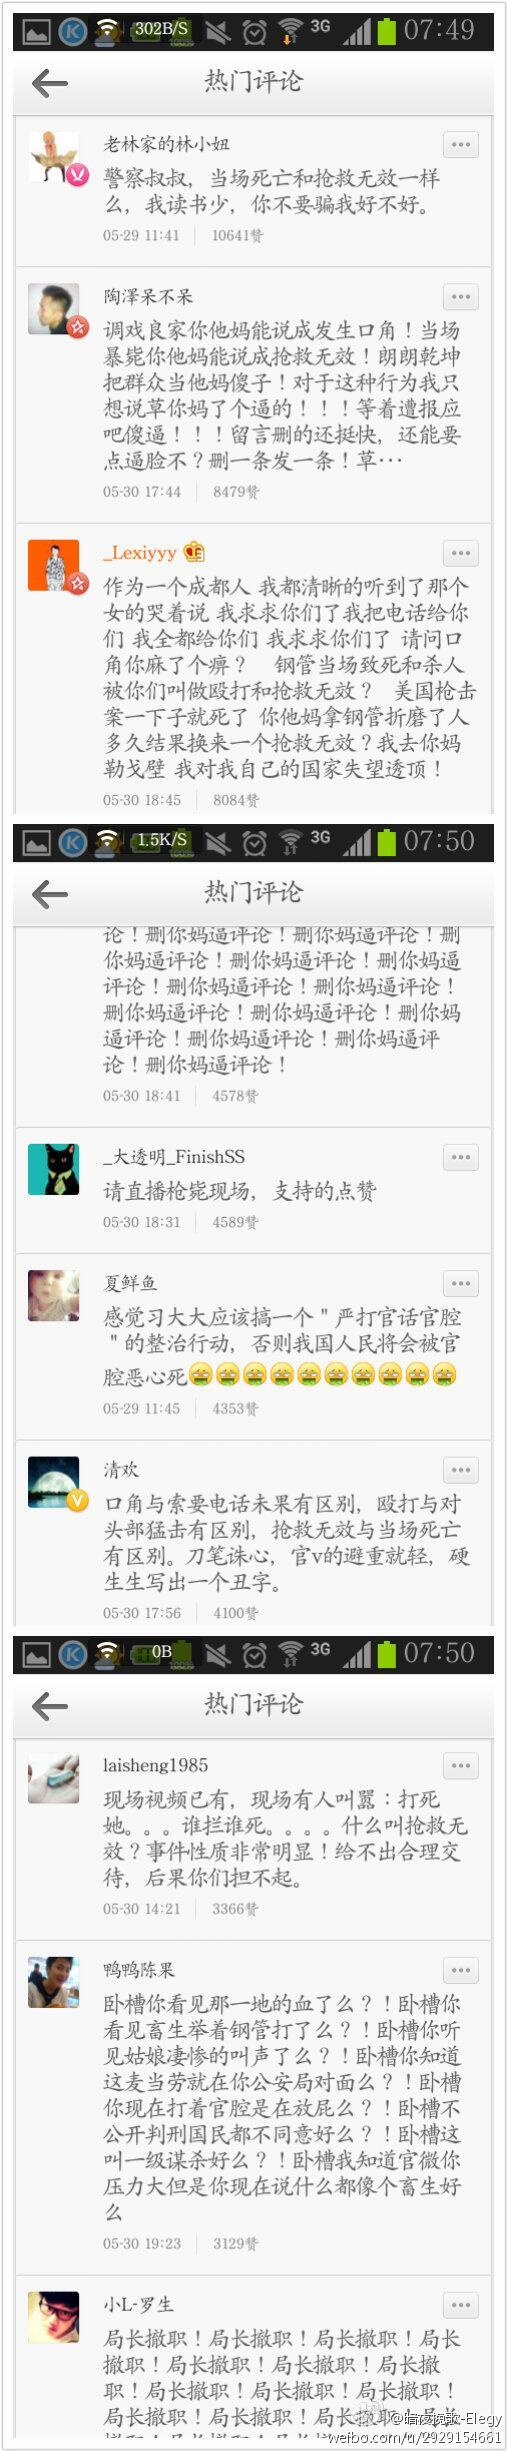 302B/S 3G 07:49
热门评论
老林家的林小妞
警察叔叔，当场死亡和抢救无效一样
么，我读书少，你不要骗我好不好。
05-29 11:41 10641赞
陶澤呆不呆
调戏良家你他妈能说成发生口角！当场
暴毙你他妈能说成抢救无效！朗朗乾坤
把群众当他妈傻子！对于这种行为我只
想说草你妈了个逼的！！！等着遭报应
吧傻逼！！！留言删的还挺快，还能要
点逼脸不？删一条发一条！草···
05-30 17:44 8479赞
_Lexiyyy
作为一个成都人 我都清晰的听到了那个
女的哭着说 我求求你们了我把电话给你
们 我全都给你们 我求求你们了 请问口
角你麻了个痹？ 钢管当场致死和杀人
被你们叫做殴打和抢救无效？ 美国枪击
案一下子就死了 你他妈拿钢管折磨了人
多久结果换来一个抢救无效？我去你妈
勒戈壁 我对我自己的国家失望透顶！
05-30 18:45 8084赞
1.5K/S 3G 07:50
热门评论
论！删你妈逼评论！删你妈逼评论！删
你妈逼评论！删你妈逼评论！删你妈逼
评论！删你妈逼评论！删你妈逼评论！
删你妈逼评论！删你妈逼评论！删你妈
逼评论！删你妈逼评论！删你妈逼评
论！删你妈逼评论！
05-30 18:41 4578赞
_大透明_FinishSS
请直播枪毙现场，支持的点赞
05-30 18:31 4589赞
夏鲜鱼
感觉习大大应该搞一个＂严打官话官腔
＂的整治行动，否则我国人民将会被官
腔恶心死
05-29 11:45 4353赞
清欢
口角与索要电话未果有区别，殴打与对
头部猛击有区别，抢救无效与当场死亡
有区别。刀笔诛心，官v的避重就轻，硬
生生写出一个丑字。
05-30 17:56 4100赞
0B 3G 07:50
热门评论
laisheng1985
现场视频已有，现场有人叫嚣：打死
她。。。谁拦谁死。。。。什么叫抢救无
效？事件性质非常明显！给不出合理交
待，后果你们担不起。
05-30 14:21 3366赞
鸭鸭陈果
卧槽你看见那一地的血了么？！卧槽你
看见畜生举着钢管打了么？！卧槽你听
见姑娘凄惨的叫声了么？！卧槽你知道
这麦当劳就在你公安局对面么？！卧槽
你现在打着官腔是在放屁么？！卧槽不
公开判刑国民都不同意好么？！卧槽这
叫一级谋杀好么？！卧槽我知道官微你
压力大但是你现在说什么都像个畜生好
么
05-30 19:23 3129赞
小L-罗生
局长撤职！局长撤职！局长撤职！局长
撤职！局长撤职！局长撤职！局长撤
职！局长撤职！局长撤职！局长撤职！
局长撤职！局长撤职！局长撤职！
-Elegy
weibo.com/u/2929154661